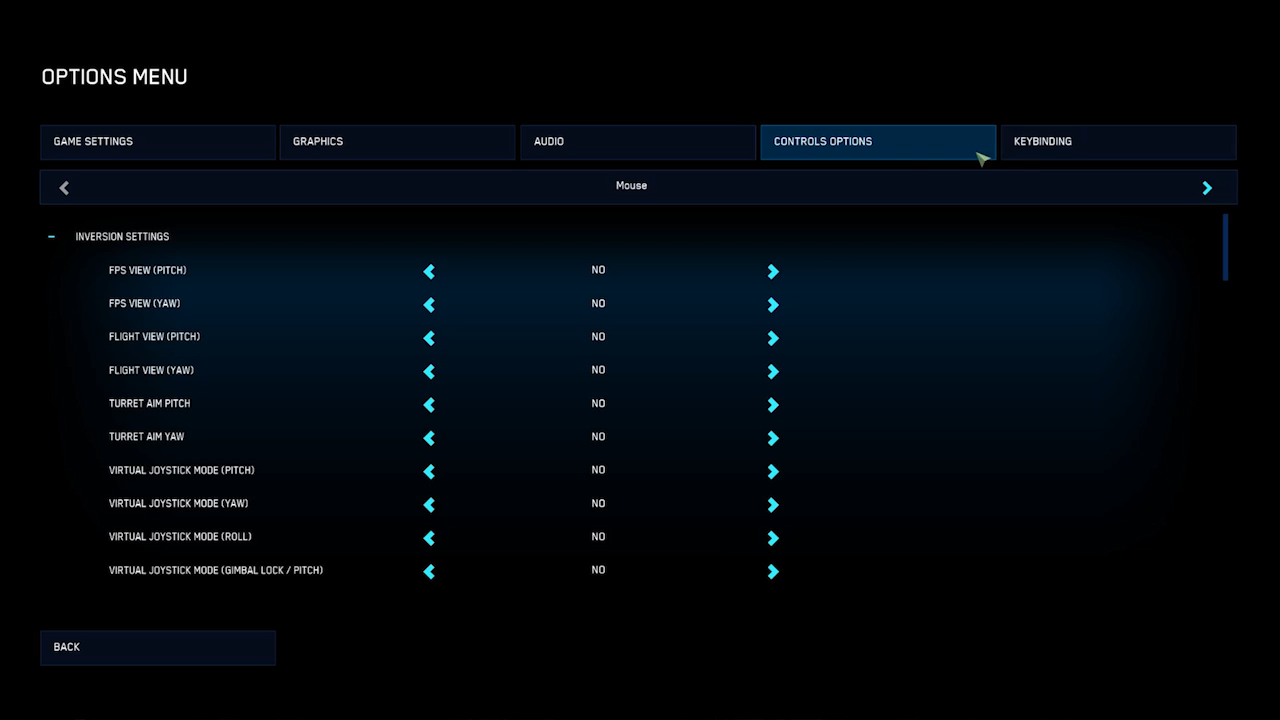 OPTIONS MENU
GAME SETTINGS GRAPHICS AUDIO CONTROLS OPTIONS KEYBINDING
Mouse
INVERSION SETTINGS
FPS VIEW (PITCH) NO
FPS VIEW (YAW) NO
FLIGHT VIEW (PITCH) NO
FLIGHT VIEW (YAW) NO
TURRET AIM PITCH NO
TURRET AIM YAW NO
VIRTUAL JOYSTICK MODE (PITCH) NO
VIRTUAL JOYSTICK MODE (YAW) NO
VIRTUAL JOYSTICK MODE (ROLL) NO
VIRTUAL JOYSTICK MODE (GIMBAL LOCK / PITCH) NO
BACK